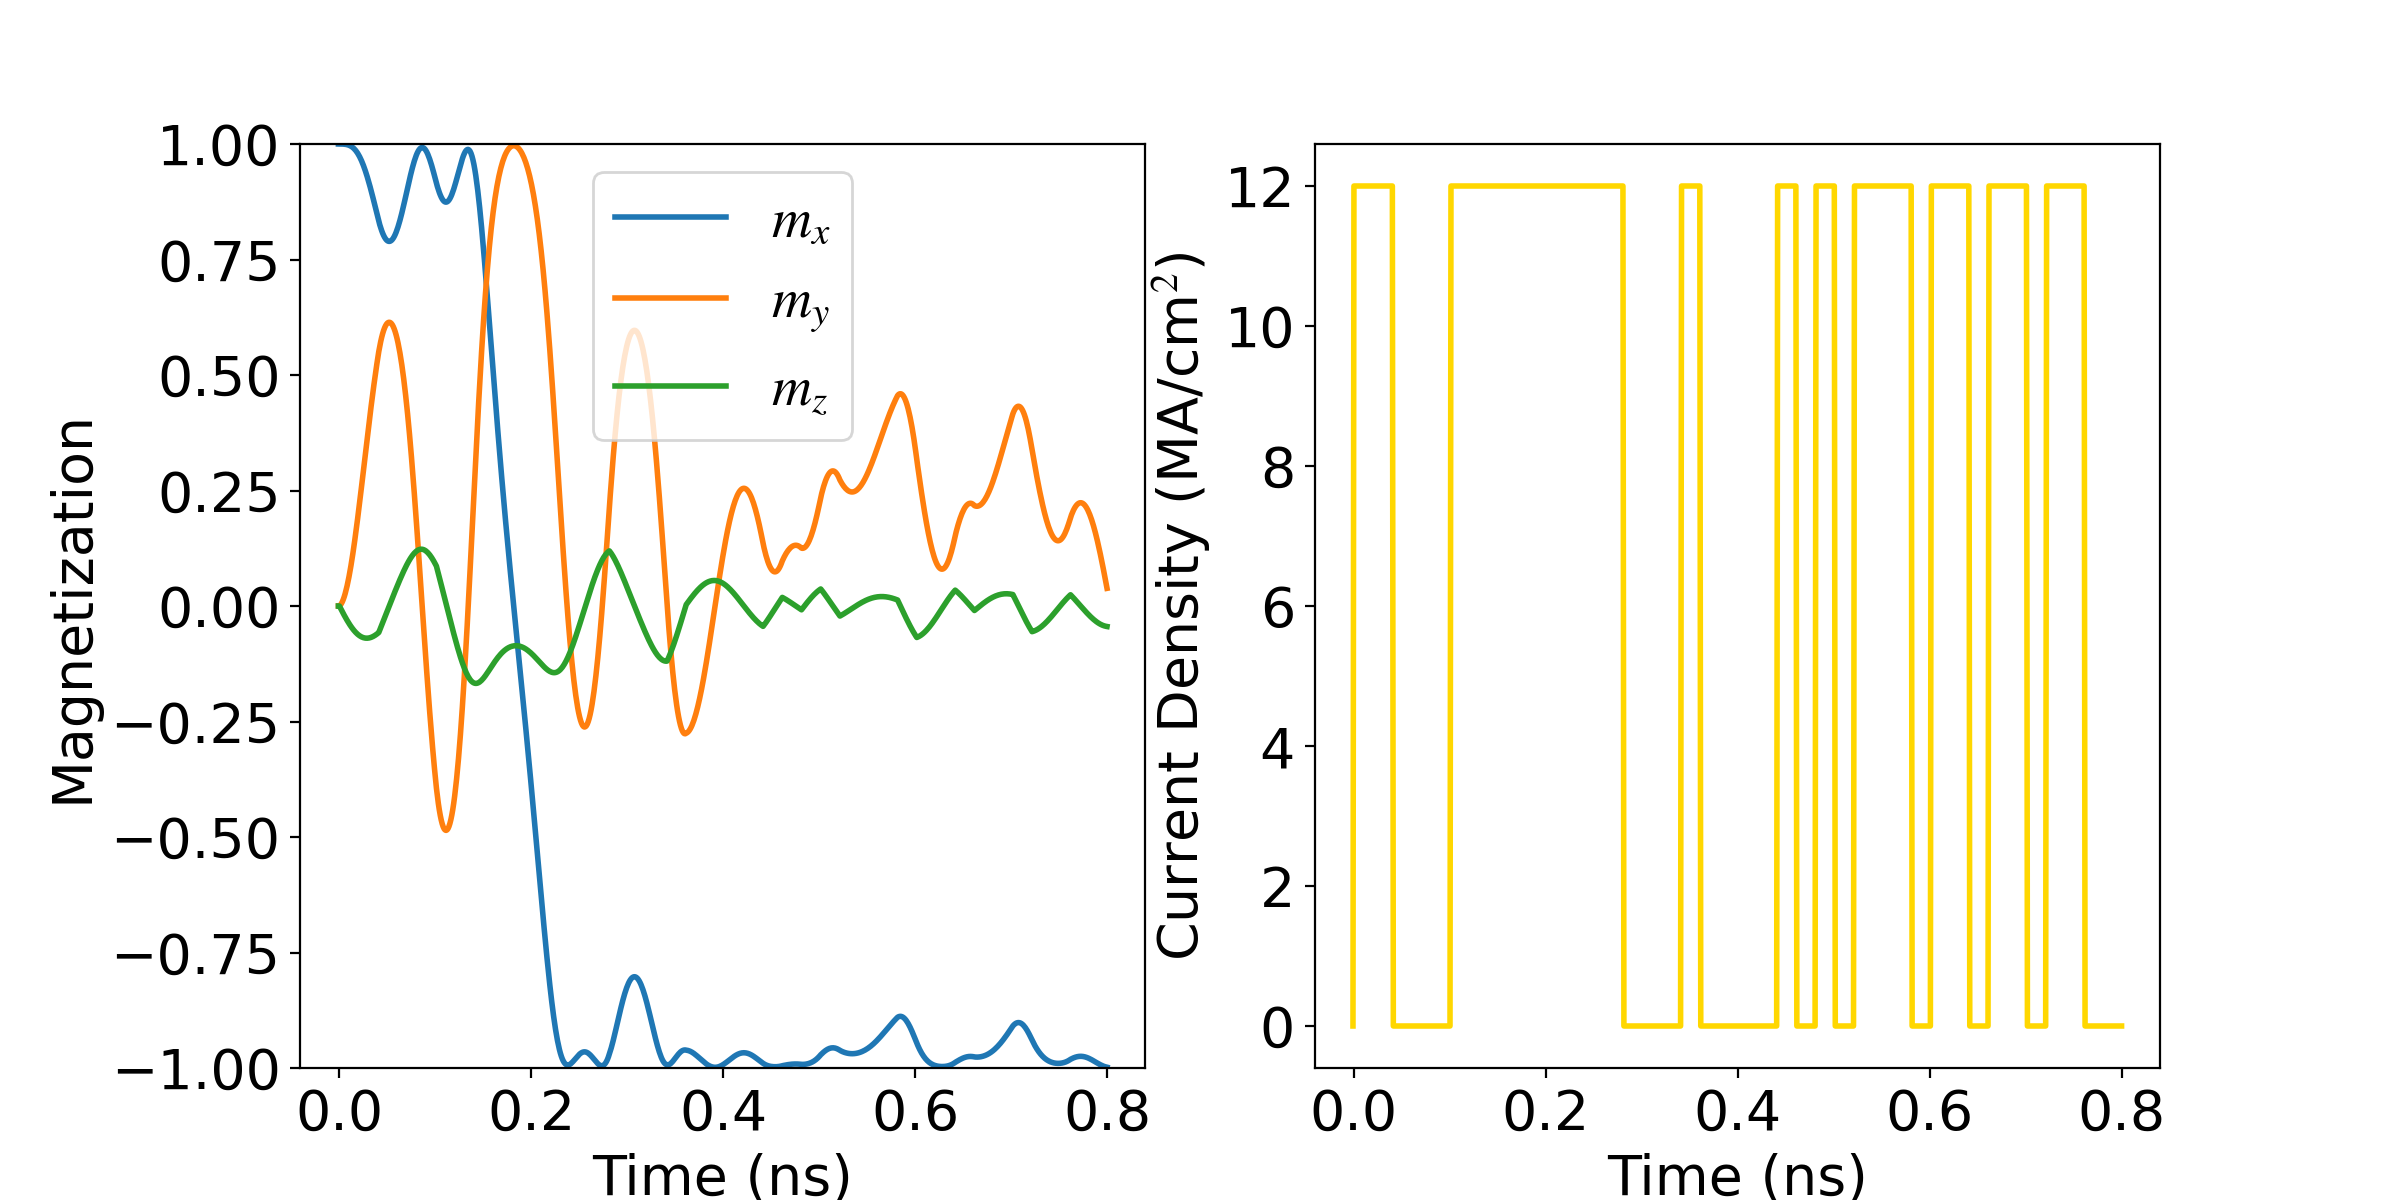 Magnetization
1.00
0.75
0.50
0.25
0.00
−0.25
−0.50
−0.75
−1.00
m_x
m_y
m_z
0.0 0.2 0.4 0.6 0.8
Time (ns)
Current Density (MA/cm²)
12
10
8
6
4
2
0
0.0 0.2 0.4 0.6 0.8
Time (ns)